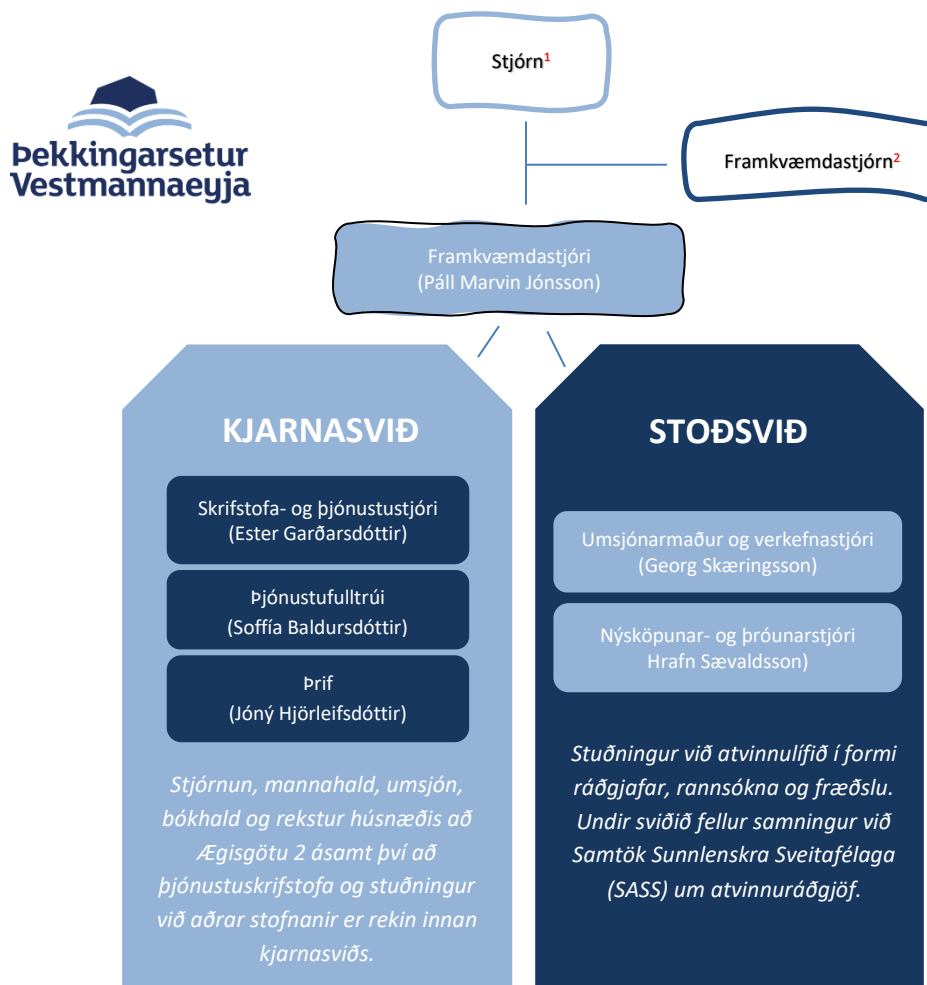 Stjórn1
Þekkingarsetur
Vestmannaeyja
Framkvæmdastjórn2
Framkvæmdastjóri
(Páll Marvin Jónsson)
KJARNASVIÐ
Skrifstofa- og þjónustustjóri
(Ester Garðarsdóttir)
Þjónustufulltrúi
(Soffía Baldursdóttir)
Þrif
(Jóný Hjörleifsdóttir)
Stjórnun, mannahald, umsjón,
bókhald og rekstur húsnæðis að
Ægisgötu 2 ásamt því að
þjónustuskrifstofa og stuðningur
við aðrar stofnanir er rekin innan
kjarnasviðs.
STOÐSVIÐ
Umsjónarmaður og verkefnastjóri
(Georg Skæringsson)
Nýsköpunar- og þróunarstjóri
Hrafn Sævaldsson)
Stuðningur við atvinnulífið í formi
ráðgjafar, rannsókna og fræðslu.
Undir sviðið fellur samningur við
Samtök Sunnlenskra Sveitafélaga
(SASS) um atvinnuráðgjöf.